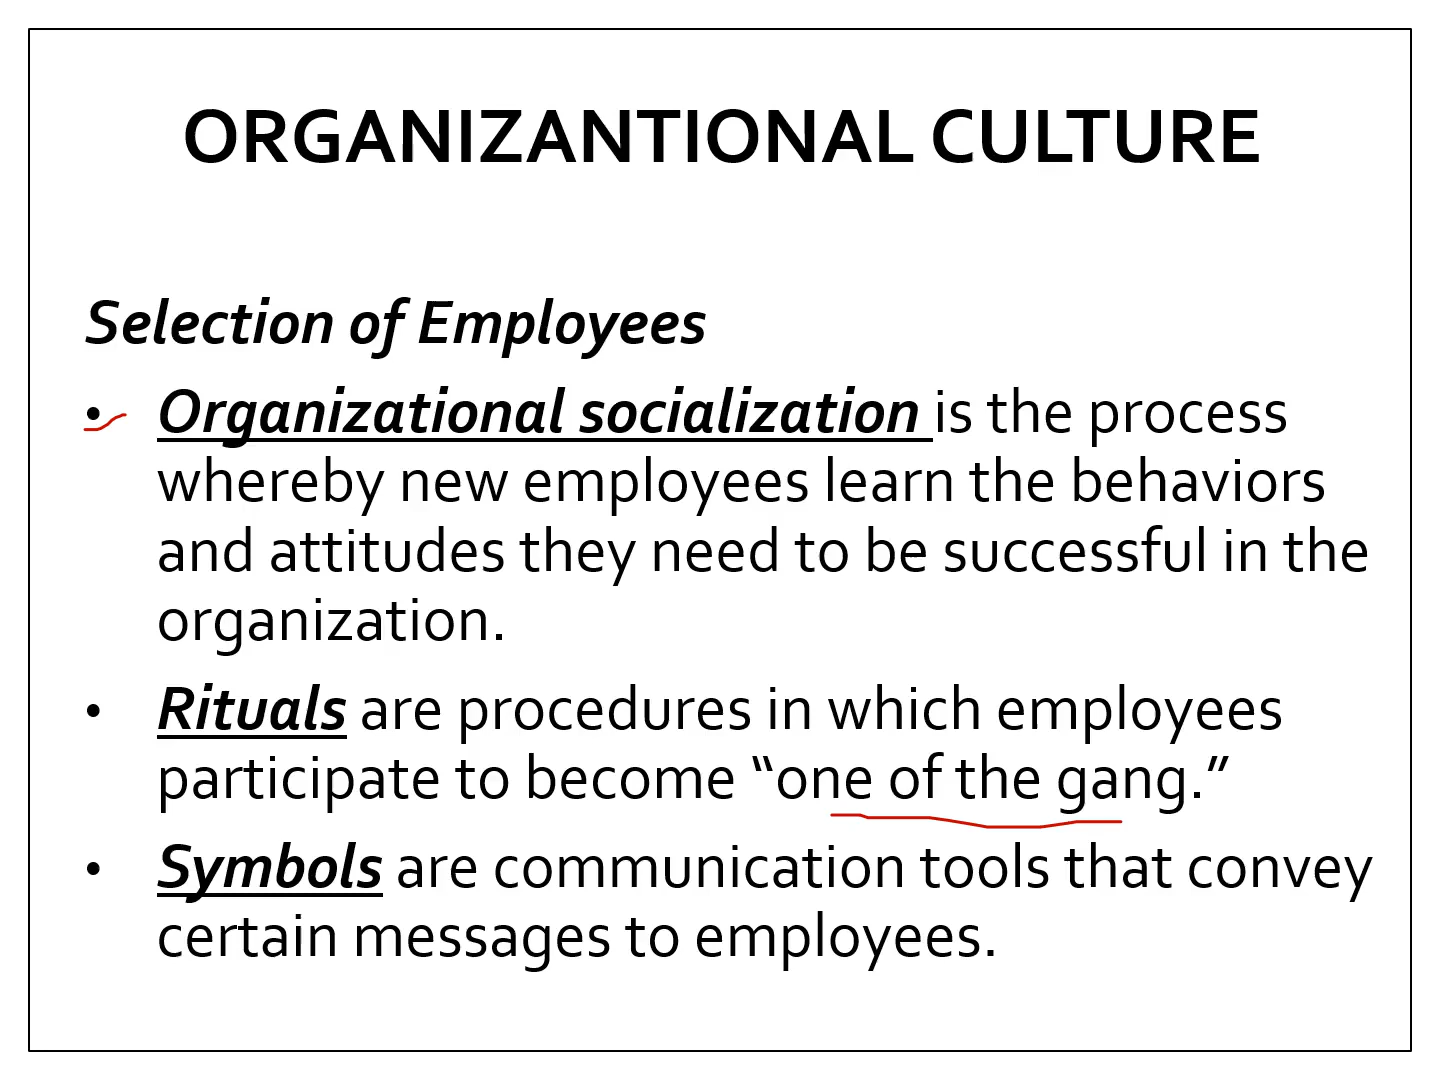 ORGANIZANTIONAL CULTURE
Selection of Employees
• Organizational socialization is the process
whereby new employees learn the behaviors
and attitudes they need to be successful in the
organization.
• Rituals are procedures in which employees
participate to become “one of the gang.”
• Symbols are communication tools that convey
certain messages to employees.